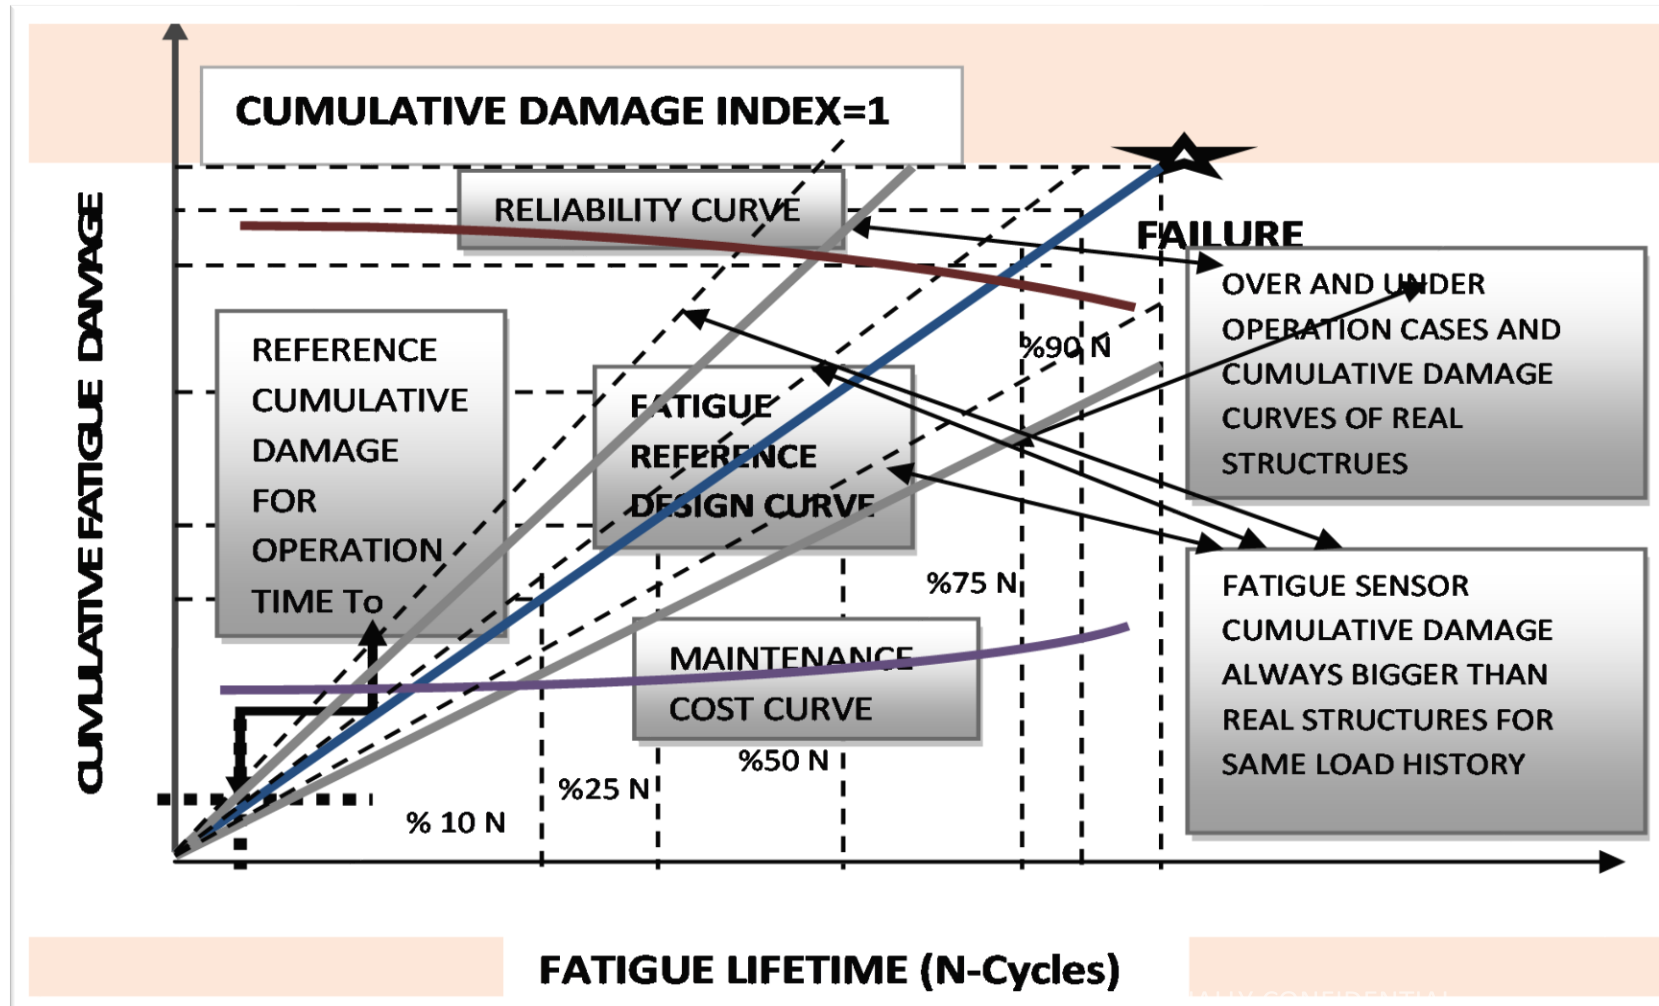 CUMULATIVE DAMAGE INDEX=1
RELIABILITY CURVE
FAILURE
CUMULATIVE FATIGUE DAMAGE
REFERENCE
CUMULATIVE
DAMAGE
FOR
OPERATION
TIME To
FATIGUE
REFERENCE
DESIGN CURVE
%90 N
OVER AND UNDER
OPERATION CASES AND
CUMULATIVE DAMAGE
CURVES OF REAL
STRUCTRUES
%75 N
FATIGUE SENSOR
CUMULATIVE DAMAGE
ALWAYS BIGGER THAN
REAL STRUCTURES FOR
SAME LOAD HISTORY
MAINTENANCE
COST CURVE
%50 N
%25 N
% 10 N
FATIGUE LIFETIME (N-Cycles)